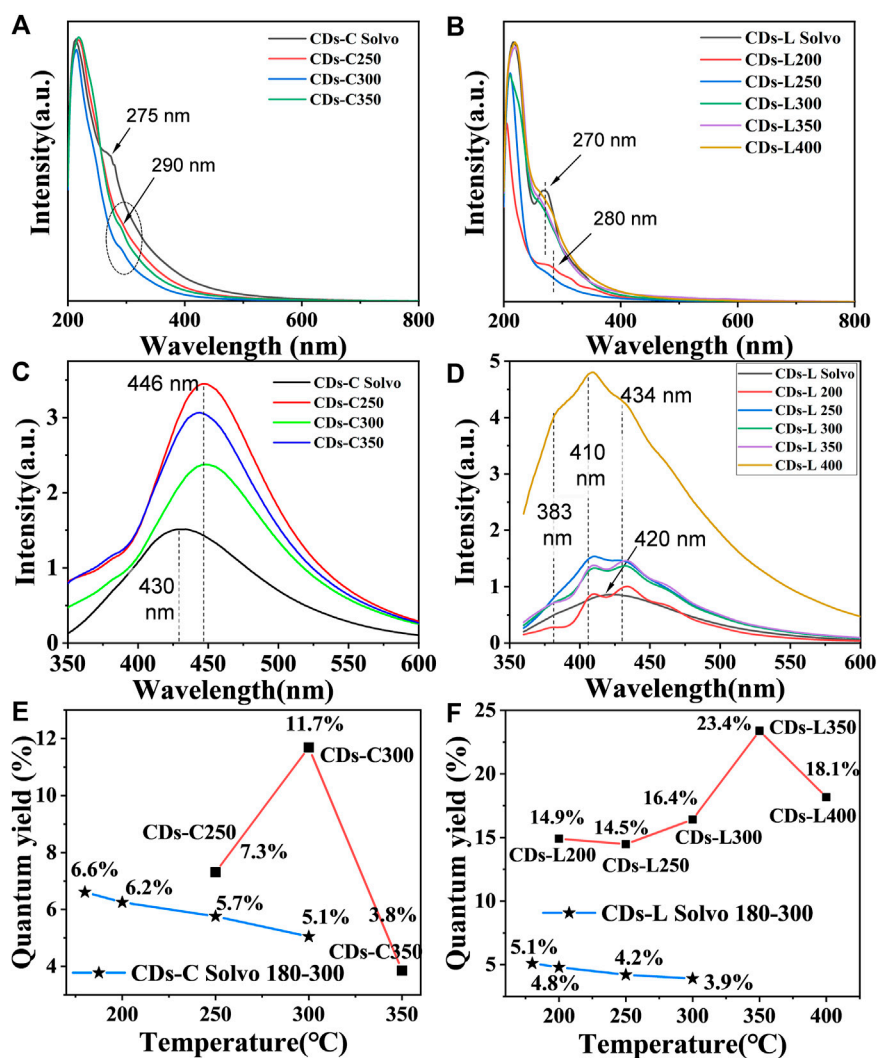 A
Intensity(a.u.)
CDs-C Solvo
CDs-C250
CDs-C300
CDs-C350
275 nm
290 nm
200 400 600 800
Wavelength (nm)
B
Intensity(a.u.)
CDs-L Solvo
CDs-L200
CDs-L250
CDs-L300
CDs-L350
CDs-L400
270 nm
280 nm
200 300 400 500 600 700 800
Wavelength (nm)
C
Intensity(a.u.)
3
2
1
0
446 nm
CDs-C Solvo
CDs-C250
CDs-C300
CDs-C350
430
nm
350 400 450 500 550 600
Wavelength(nm)
D
Intensity(a.u.)
5
4
3
2
1
0
CDs-L Solvo
CDs-L 200
CDs-L 250
CDs-L 300
CDs-L 350
CDs-L 400
434 nm
410
nm
383
nm
420 nm
400 450 500 550 600
Wavelength(nm)
E
Quantum yield (%)
12
10
8
6
4
11.7%
CDs-C300
CDs-C250
7.3%
6.6%
6.2%
5.7%
5.1%
3.8%
CDs-C350
CDs-C Solvo 180-300
200 250 300 350
Temperature(°C)
F
Quantum yield (%)
25
20
15
10
5
23.4%
CDs-L350
18.1%
16.4%
14.9%
14.5%
CDs-L400
CDs-L300
CDs-L200
CDs-L250
CDs-L Solvo 180-300
5.1%
4.8%
4.2%
3.9%
200 250 300 350 400
Temperature(°C)